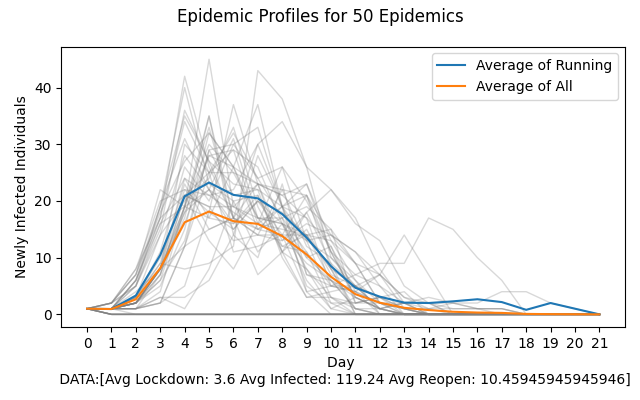 Epidemic Profiles for 50 Epidemics
Average of Running
Average of All
Newly Infected Individuals
40
30
20
10
0
0 1 2 3 4 5 6 7 8 9 10 11 12 13 14 15 16 17 18 19 20 21
Day
DATA:[Avg Lockdown: 3.6 Avg Infected: 119.24 Avg Reopen: 10.45945945945946]